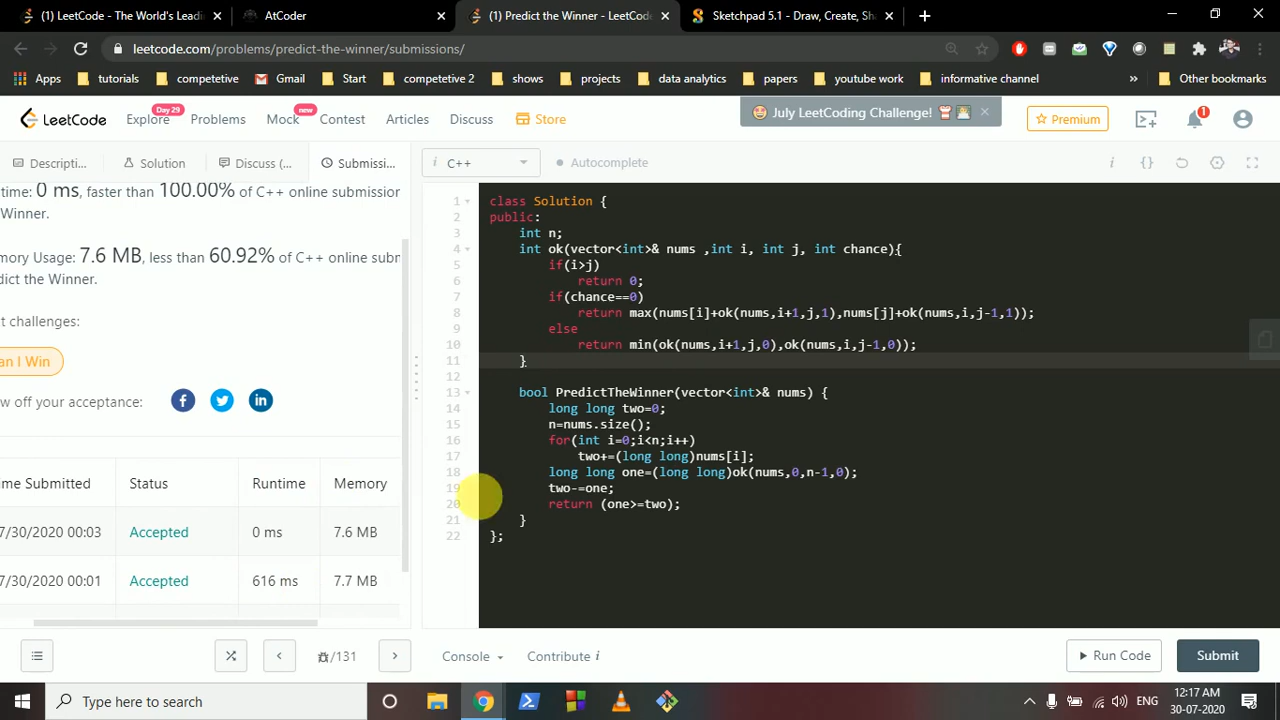 (1) LeetCode - The World's Leadi
AtCoder
(1) Predict the Winner - LeetCode
Sketchpad 5.1 - Draw, Create, Sha
leetcode.com/problems/predict-the-winner/submissions/
Apps tutorials competetive Gmail Start competetive 2 shows projects data analytics papers youtube work informative channel » Other bookmarks
LeetCode Explore Day 29 Problems Mock new Contest Articles Discuss Store July LeetCoding Challenge! Premium 1
Descripti... Solution Discuss (... Submissi...
i C++ Autocomplete
time: 0 ms, faster than 100.00% of C++ online submission
Winner.
mory Usage: 7.6 MB, less than 60.92% of C++ online subm
dict the Winner.
t challenges:
an I Win
ow off your acceptance:
me Submitted Status Runtime Memory
7/30/2020 00:03 Accepted 0 ms 7.6 MB
7/30/2020 00:01 Accepted 616 ms 7.7 MB
1 class Solution {
2 public:
3 int n;
4 int ok(vector<int>& nums ,int i, int j, int chance){
5 if(i>j)
6 return 0;
7 if(chance==0)
8 return max(nums[i]+ok(nums,i+1,j,1),nums[j]+ok(nums,i,j-1,1));
9 else
10 return min(ok(nums,i+1,j,0),ok(nums,i,j-1,0));
11 }
12
13 bool PredictTheWinner(vector<int>& nums) {
14 long long two=0;
15 n=nums.size();
16 for(int i=0;i<n;i++)
17 two+=(long long)nums[i];
18 long long one=(long long)ok(nums,0,n-1,0);
19 two-=one;
20 return (one>=two);
21 }
22 };
/131
Console Contribute i Run Code Submit
Type here to search
ENG
12:17 AM
30-07-2020